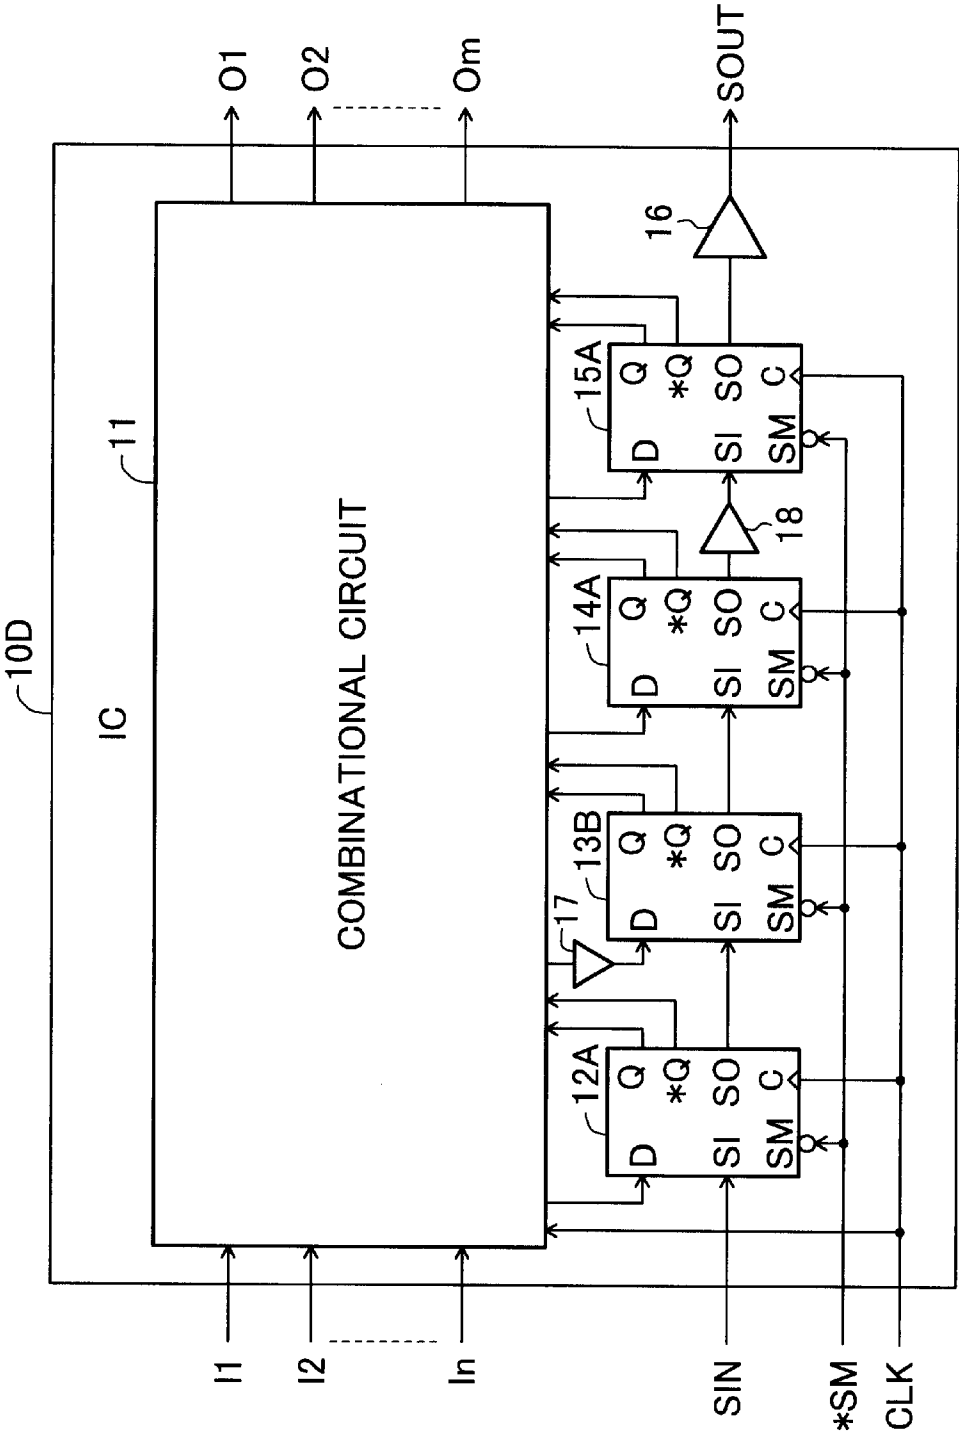 10D
IC
11
COMBINATIONAL CIRCUIT
I1
I2
In
O1
O2
Om
12A
D
Q
*Q
SI
SO
SM
C
17
13B
D
Q
*Q
SI
SO
SM
C
14A
D
Q
*Q
SI
SO
SM
C
18
15A
D
Q
*Q
SI
SO
SM
C
16
SIN
SOUT
*SM
CLK